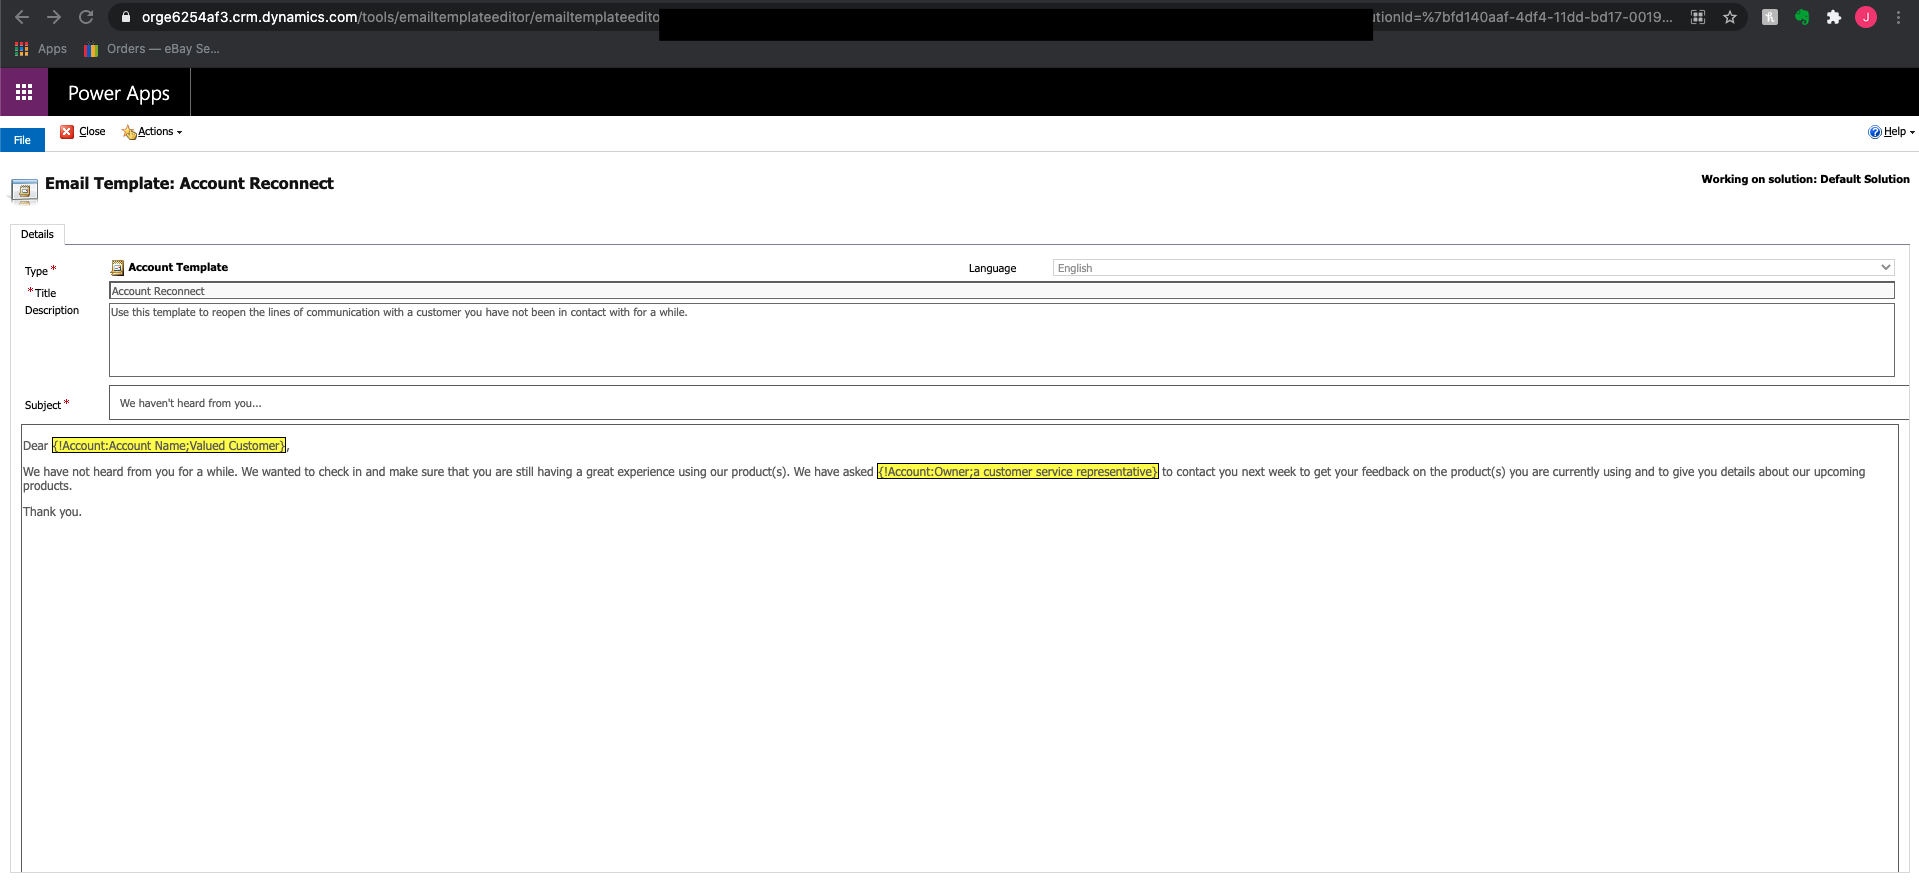 orge6254af3.crm.dynamics.com/tools/emailtemplateeditor/emailtemplateedito utionId=%7bfd140aaf-4df4-11dd-bd17-0019... J
Apps Orders — eBay Se...
Power Apps
File Close Actions Help
Email Template: Account Reconnect
Working on solution: Default Solution
Details
Type * Account Template Language English
* Title Account Reconnect
Description Use this template to reopen the lines of communication with a customer you have not been in contact with for a while.
Subject * We haven't heard from you...
Dear {!Account:Account Name;Valued Customer},
We have not heard from you for a while. We wanted to check in and make sure that you are still having a great experience using our product(s). We have asked {!Account:Owner;a customer service representative} to contact you next week to get your feedback on the product(s) you are currently using and to give you details about our upcoming
products.
Thank you.